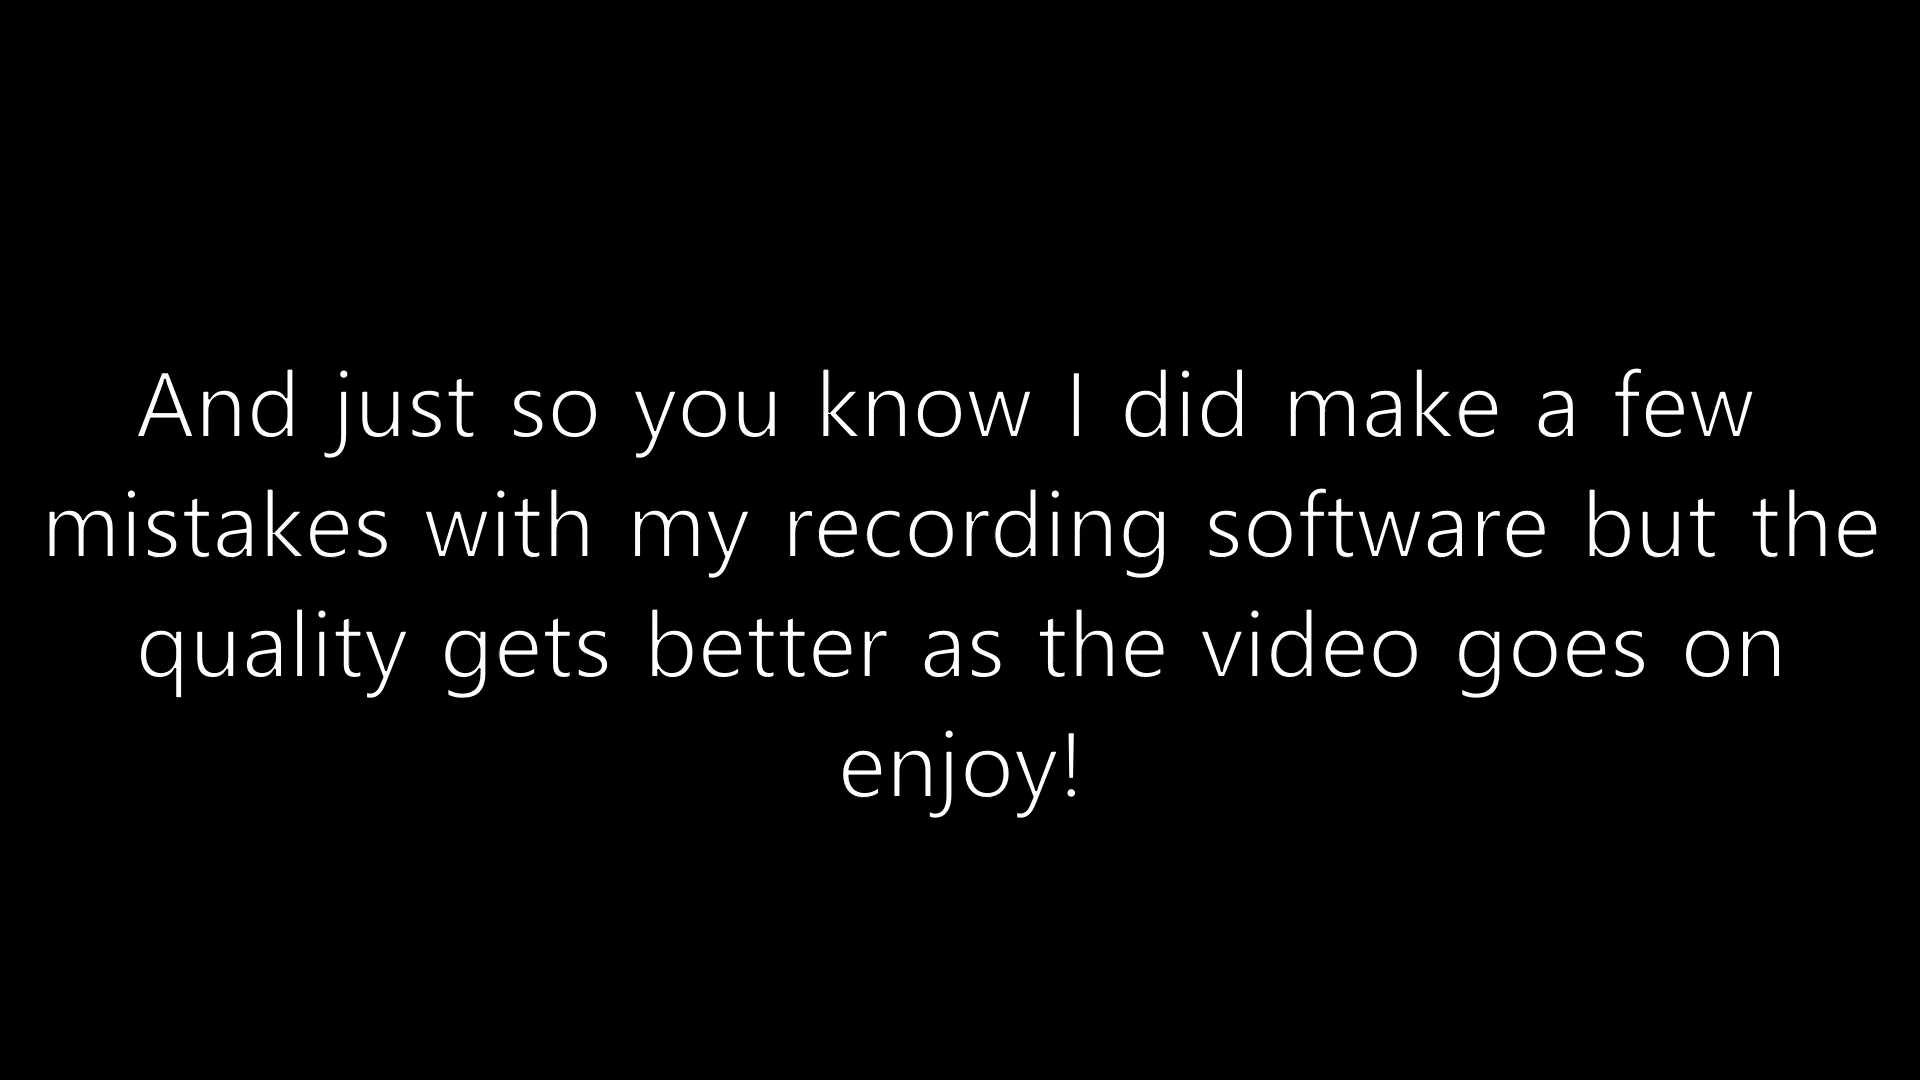 And just so you know I did make a few
mistakes with my recording software but the
quality gets better as the video goes on
enjoy!